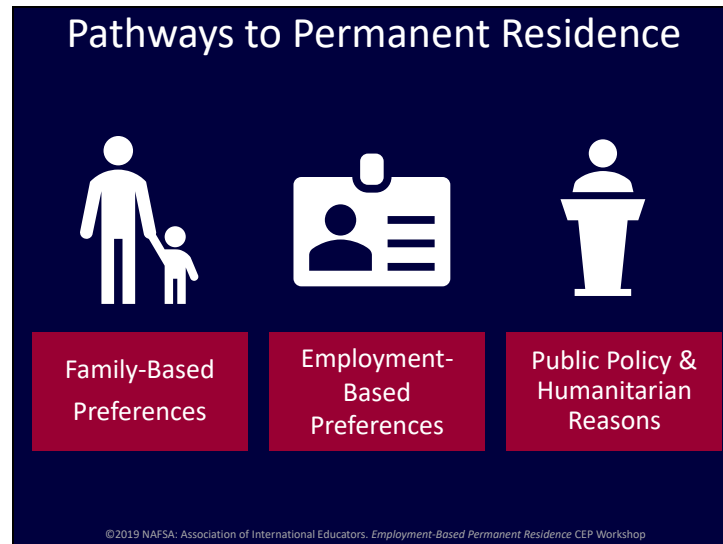 Pathways to Permanent Residence
Family-Based
Preferences
Employment-
Based
Preferences
Public Policy &
Humanitarian
Reasons
©2019 NAFSA: Association of International Educators. Employment-Based Permanent Residence CEP Workshop